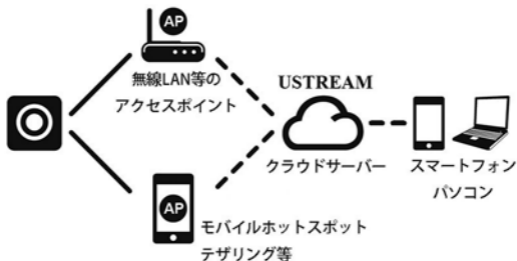 AP
無線LAN等の
アクセスポイント
USTREAM
クラウドサーバー
スマートフォン
パソコン
AP
モバイルホットスポット
テザリング等